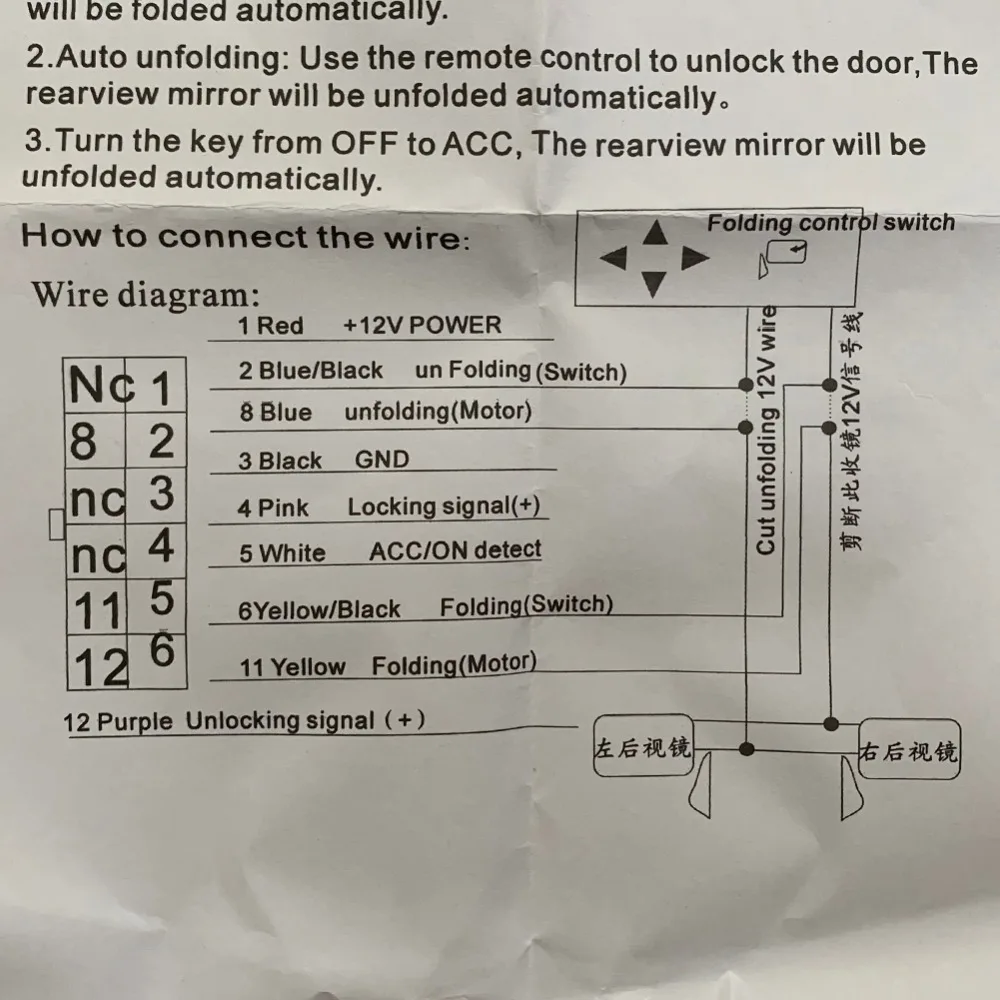 will be folded automatically.
2.Auto unfolding: Use the remote control to unlock the door,The
rearview mirror will be unfolded automatically。
3.Turn the key from OFF to ACC, The rearview mirror will be
unfolded automatically.
How to connect the wire:
Folding control switch
Wire diagram:
1 Red +12V POWER
2 Blue/Black un Folding(Switch)
8 Blue unfolding(Motor)
3 Black GND
4 Pink Locking signal(+)
5 White ACC/ON detect
6Yellow/Black Folding(Switch)
11 Yellow Folding(Motor)
12 Purple Unlocking signal (+)
Nc 1
8 2
nc 3
nc 4
11 5
12 6
Cut unfolding 12V wire
剪断此收镜12V信号线
左后视镜
右后视镜